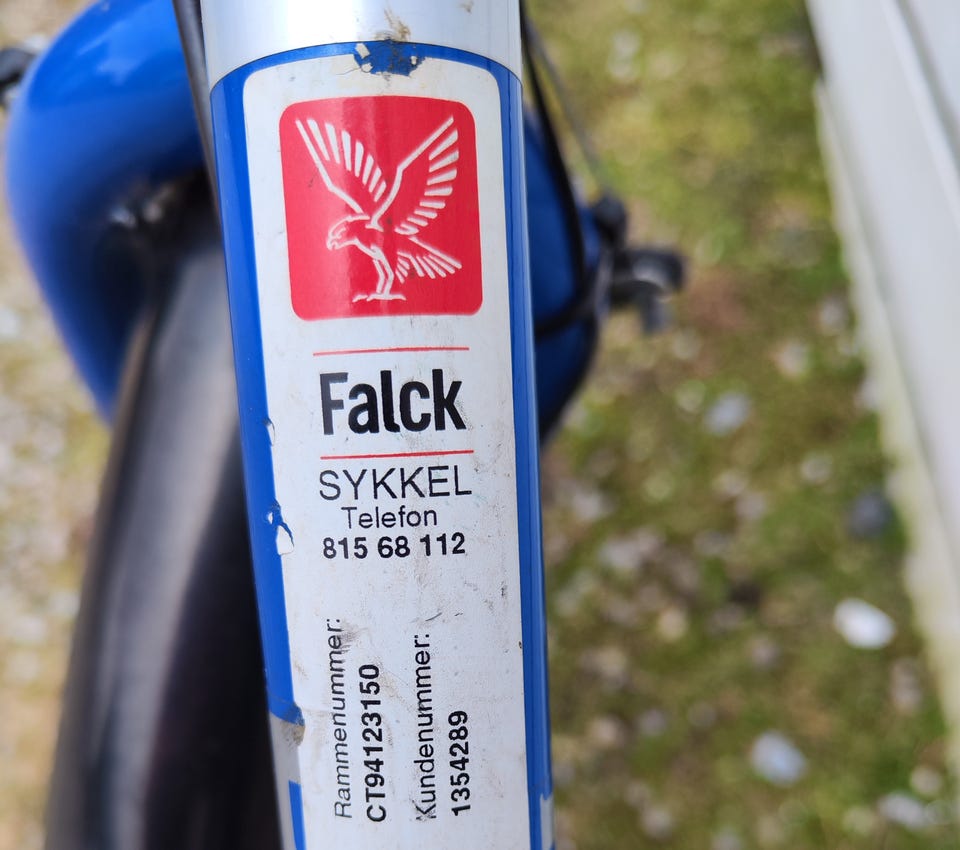 Falck
SYKKEL
Telefon
815 68 112
Rammenummer:
CT94123150
Kundenummer:
1354289